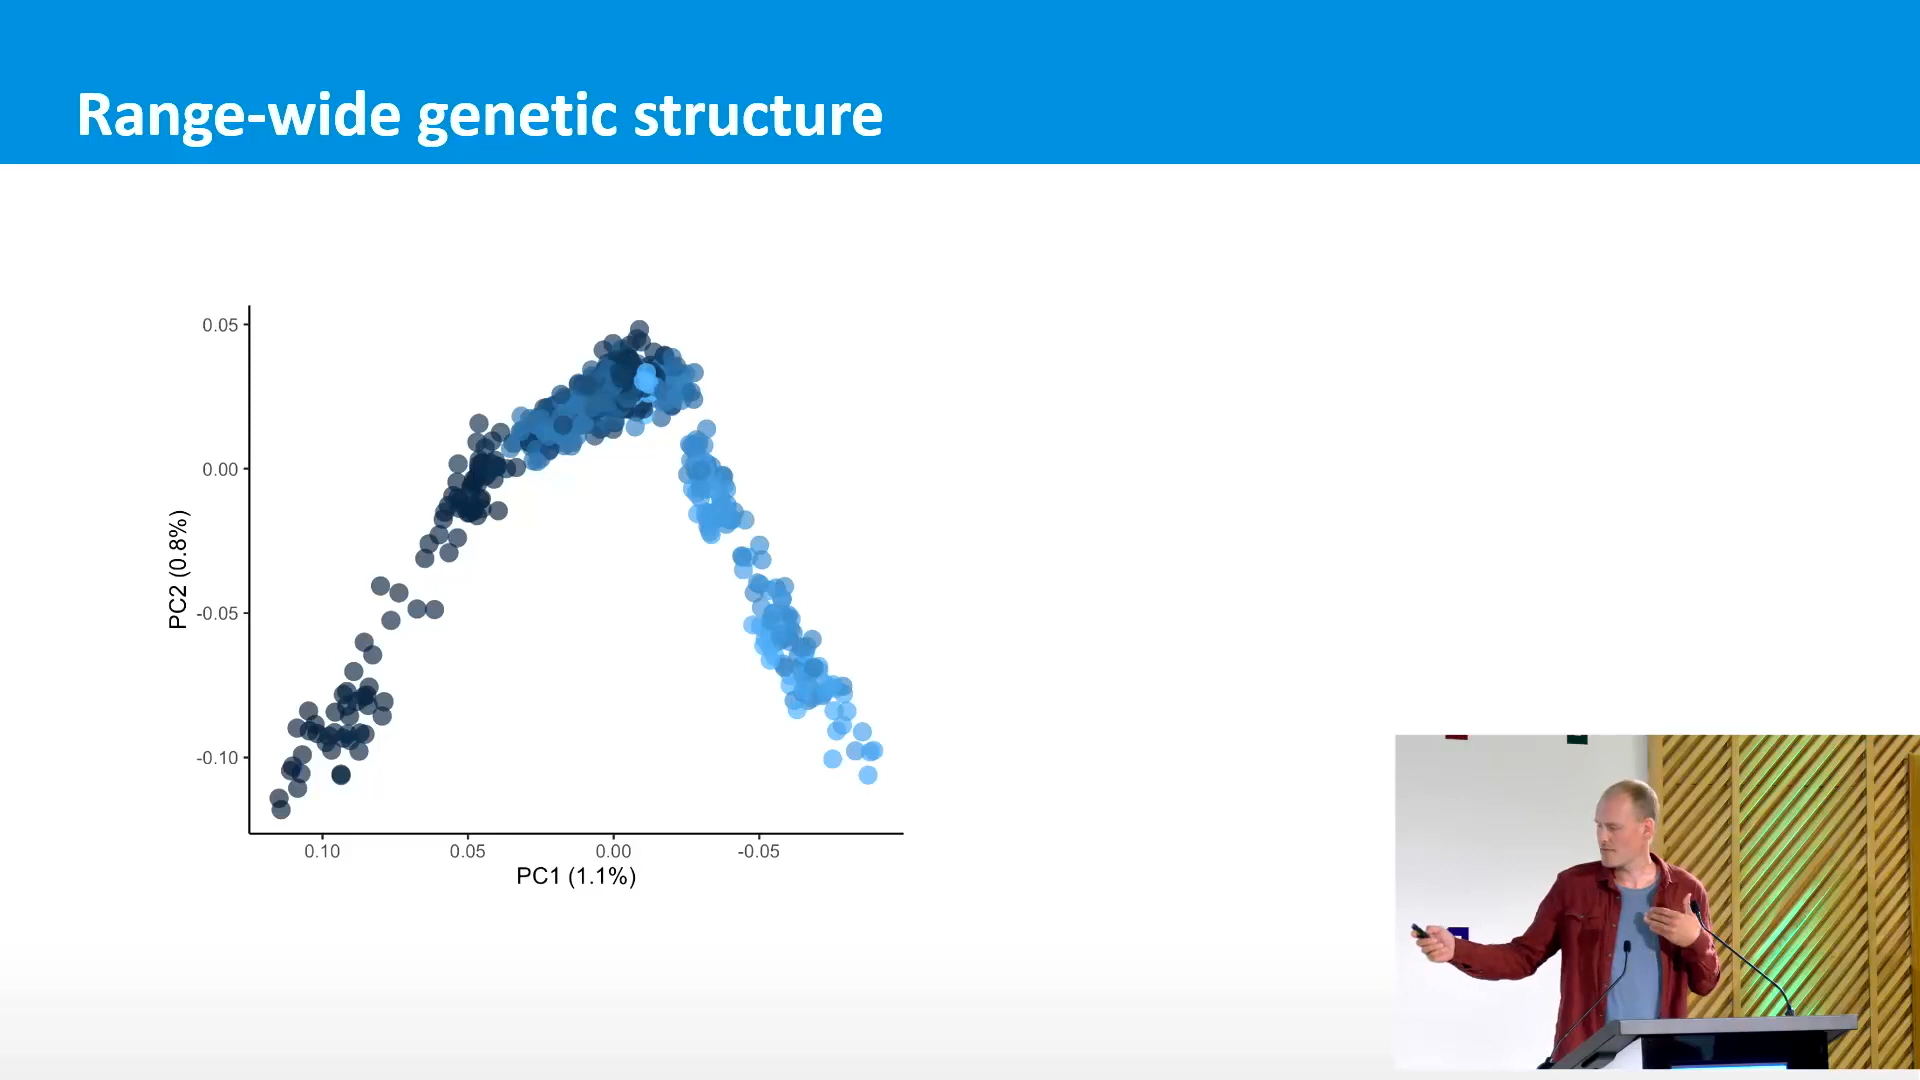 Range-wide genetic structure
0.05
0.00
-0.05
-0.10
PC2 (0.8%)
0.10
0.05
0.00
-0.05
PC1 (1.1%)